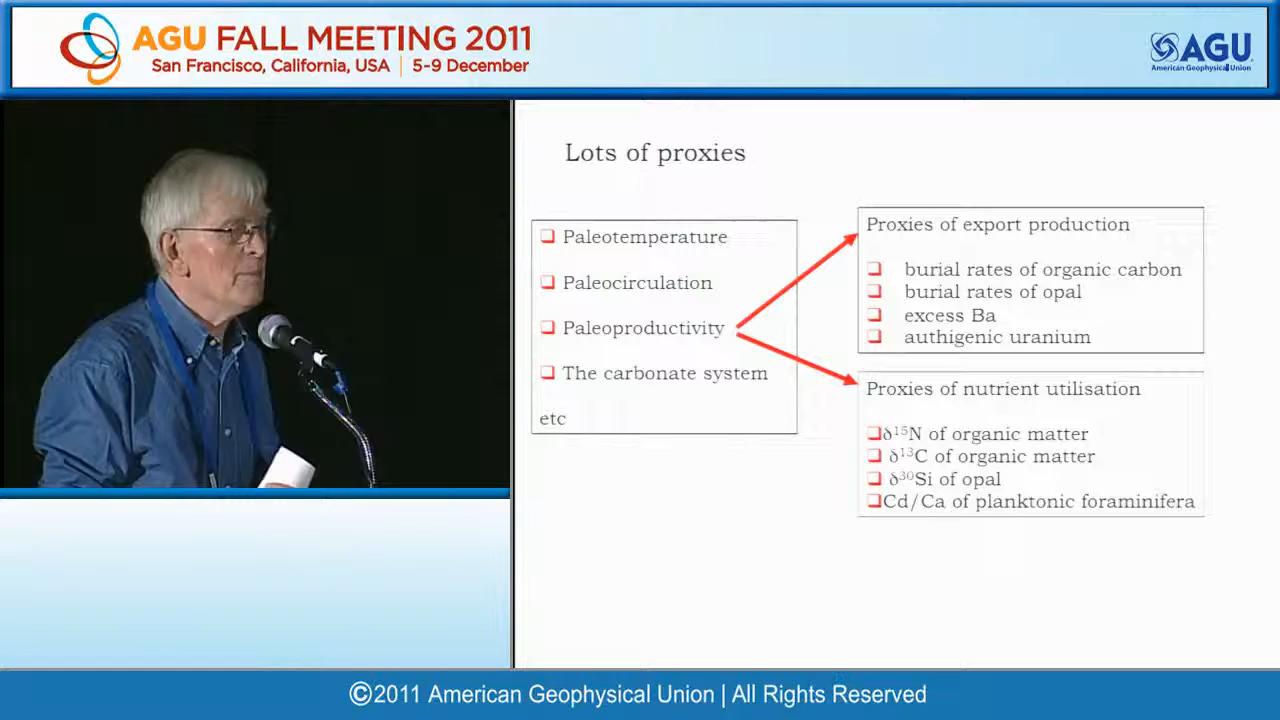 AGU FALL MEETING 2011
San Francisco, California, USA | 5-9 December
AGU
American Geophysical Union
Lots of proxies
Paleotemperature
Paleocirculation
Paleoproductivity
The carbonate system
etc
Proxies of export production
burial rates of organic carbon
burial rates of opal
excess Ba
authigenic uranium
Proxies of nutrient utilisation
δ¹⁵N of organic matter
δ¹³C of organic matter
δ³⁰Si of opal
Cd/Ca of planktonic foraminifera
©2011 American Geophysical Union | All Rights Reserved